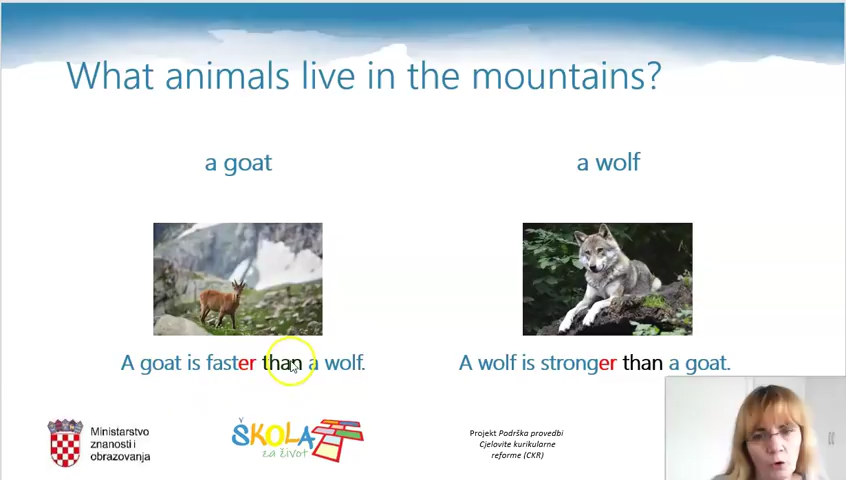 What animals live in the mountains?
a goat
a wolf
A goat is faster than a wolf.
A wolf is stronger than a goat.
Ministarstvo
znanosti i
obrazovanja
ŠKOLA
za život
Projekt Podrška provedbi
Cjelovite kurikularne
reforme (CKR)